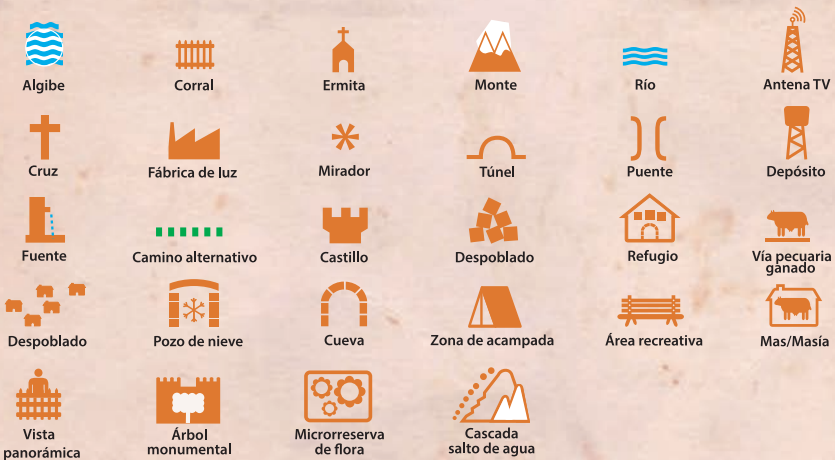 Algibe
Corral
Ermita
Monte
Río
Antena TV
Cruz
Fábrica de luz
Mirador
Túnel
Puente
Depósito
Fuente
Camino alternativo
Castillo
Despoblado
Refugio
Vía pecuaria
ganado
Despoblado
Pozo de nieve
Cueva
Zona de acampada
Área recreativa
Mas/Masía
Vista
panorámica
Árbol
monumental
Microrreserva
de flora
Cascada
salto de agua